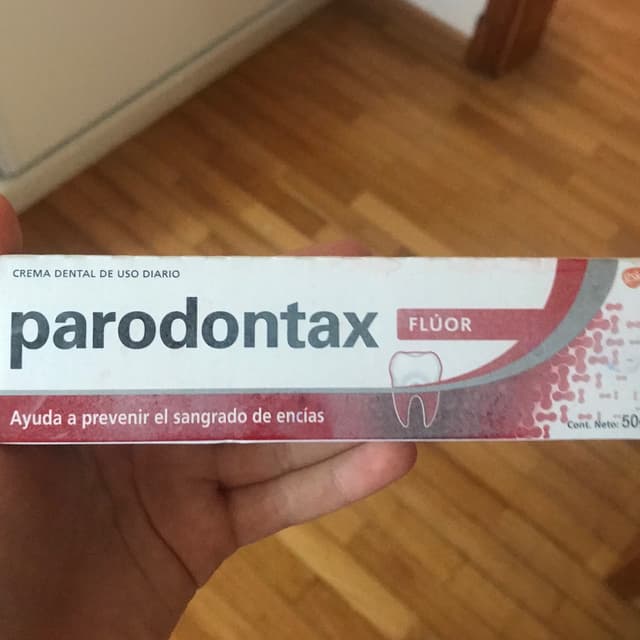 CREMA DENTAL DE USO DIARIO
parodontax
FLÚOR
Ayuda a prevenir el sangrado de encías
Cont. Neto: 50